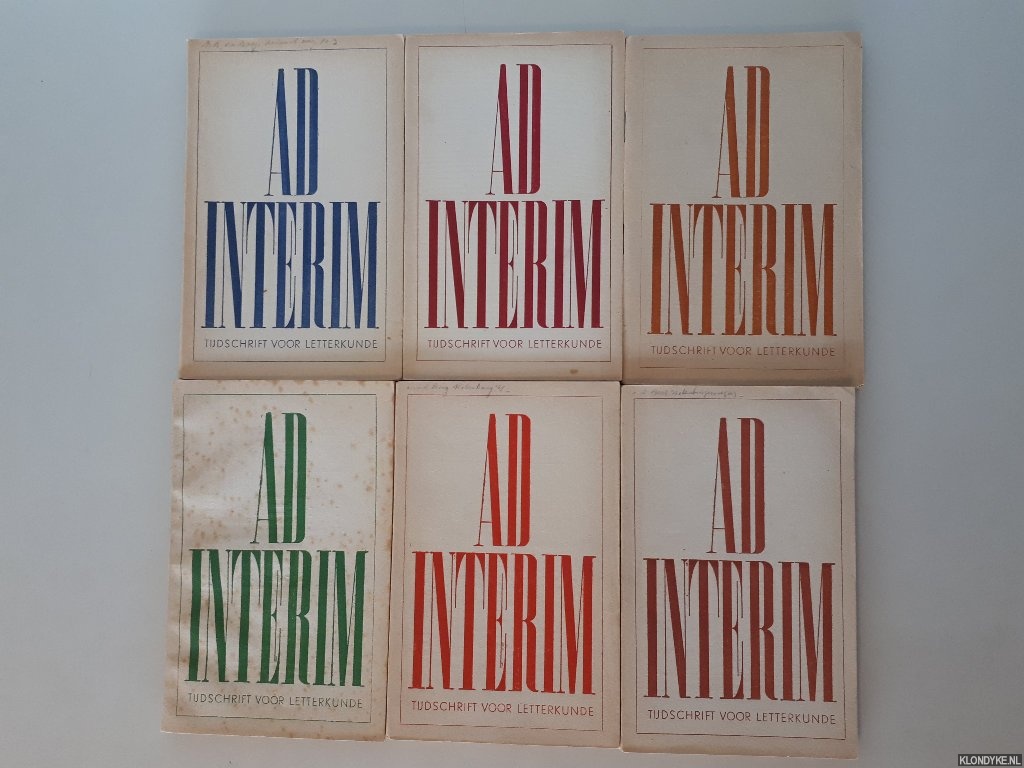 AD
INTERIM
TIJDSCHRIFT VOOR LETTERKUNDE
AD
INTERIM
TIJDSCHRIFT VOOR LETTERKUNDE
AD
INTERIM
TIJDSCHRIFT VOOR LETTERKUNDE
AD
INTERIM
TIJDSCHRIFT VOOR LETTERKUNDE
AD
INTERIM
TIJDSCHRIFT VOOR LETTERKUNDE
AD
INTERIM
TIJDSCHRIFT VOOR LETTERKUNDE
KLONDYKE.NL